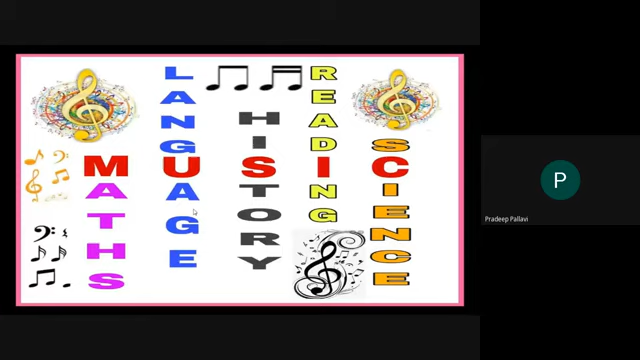 MATHS
LANGUAGE
HISTORY
READING
SCIENCE
P
Pradeep Pallavi